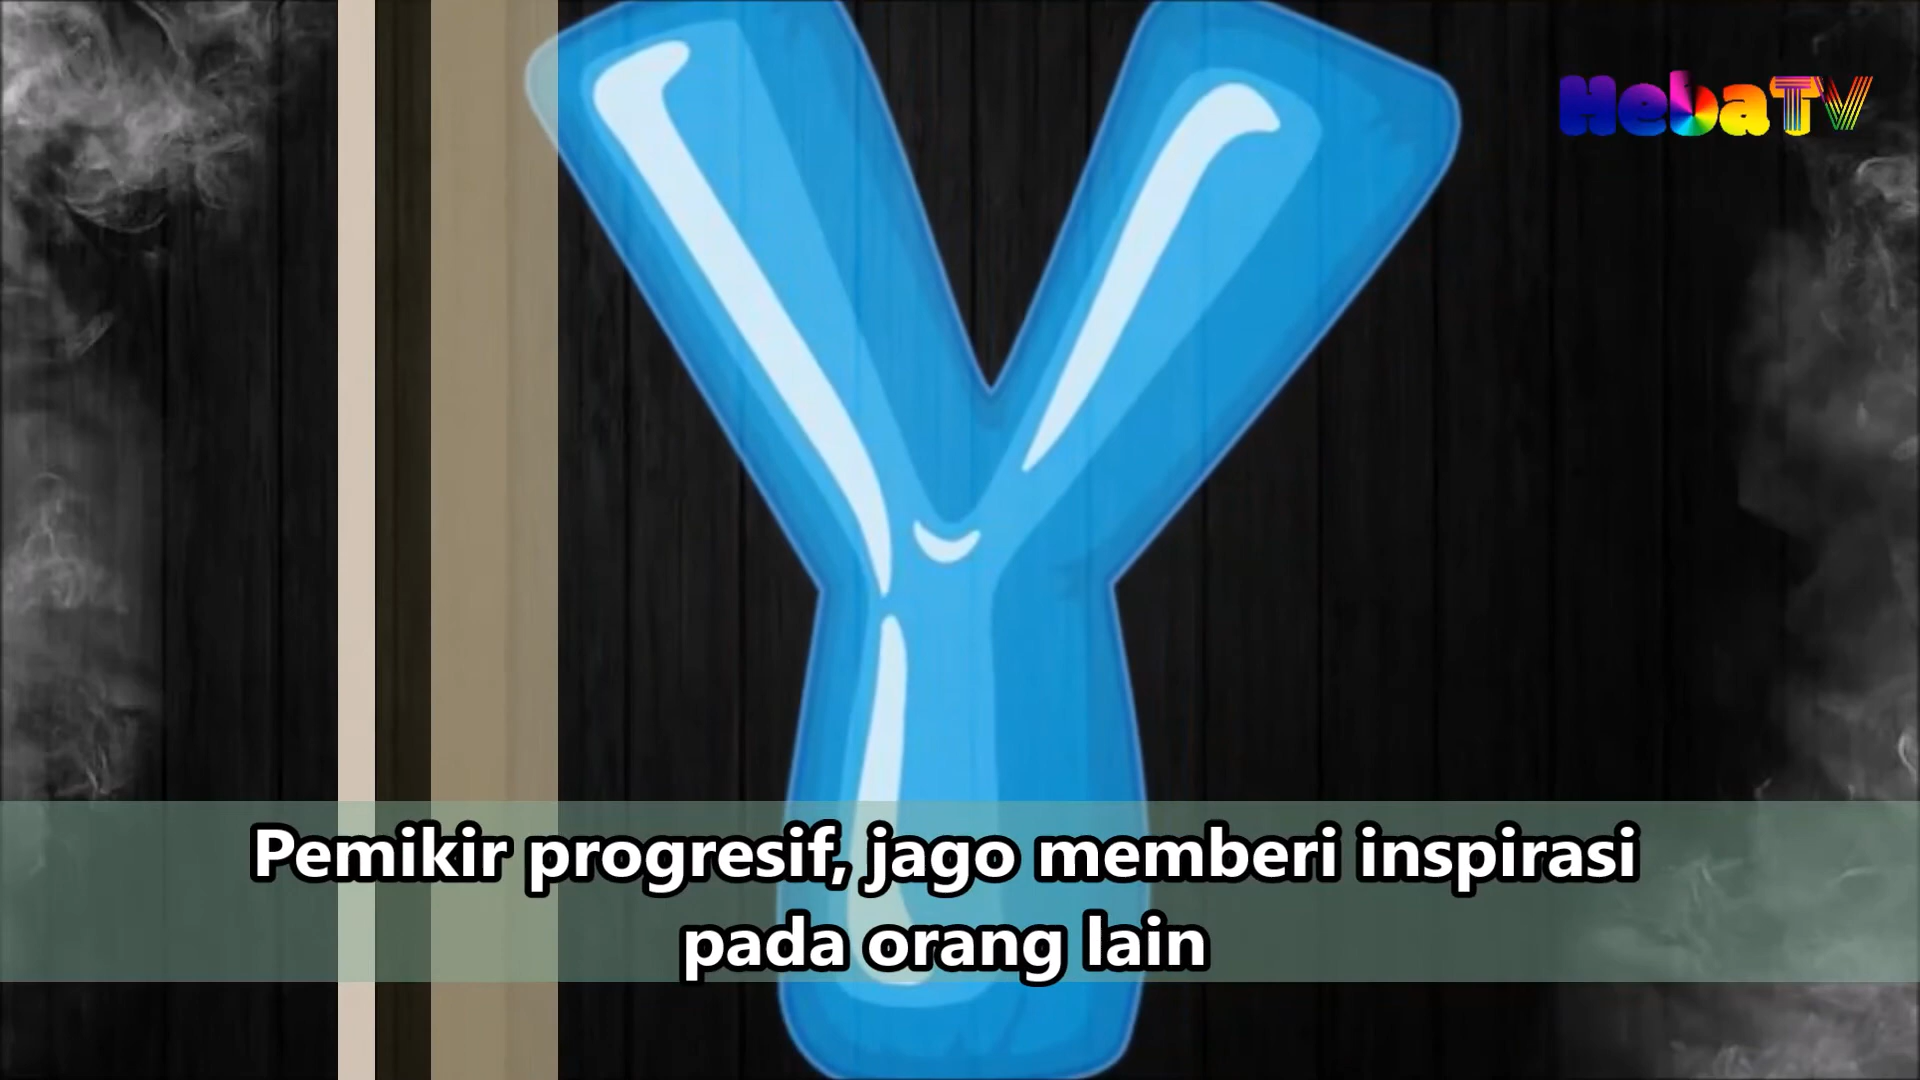 HebaTV
Y
Pemikir progresif, jago memberi inspirasi
pada orang lain